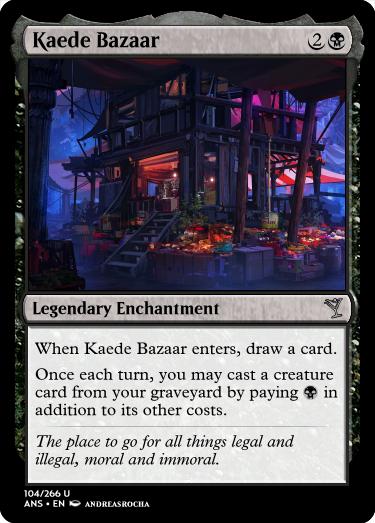 Kaede Bazaar 2
Legendary Enchantment
When Kaede Bazaar enters, draw a card.
Once each turn, you may cast a creature
card from your graveyard by paying in
addition to its other costs.
The place to go for all things legal and
illegal, moral and immoral.
104/266 U
ANS • EN ANDREASROCHA